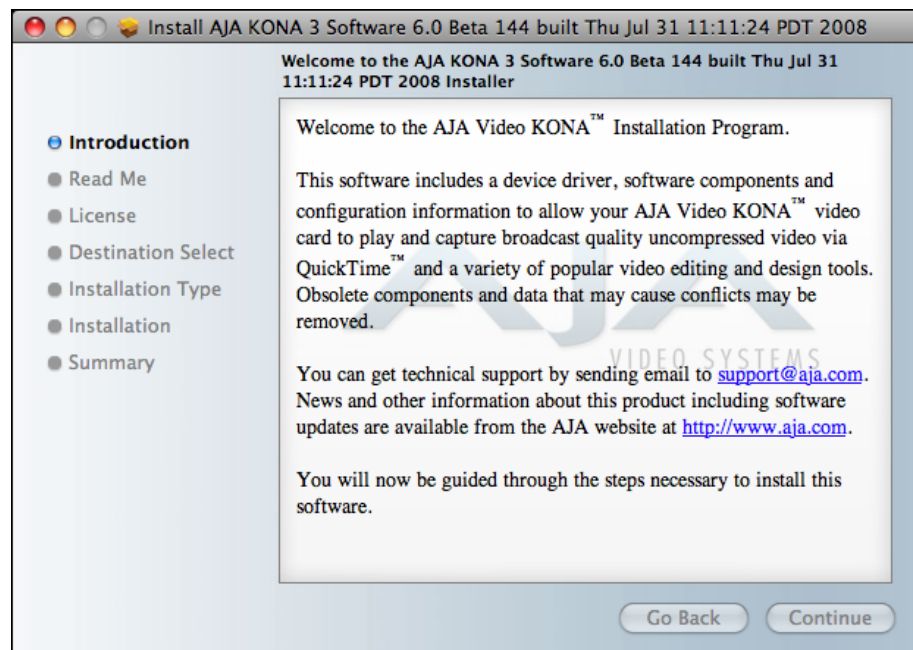 Install AJA KONA 3 Software 6.0 Beta 144 built Thu Jul 31 11:11:24 PDT 2008
Welcome to the AJA KONA 3 Software 6.0 Beta 144 built Thu Jul 31
11:11:24 PDT 2008 Installer
Introduction
Read Me
License
Destination Select
Installation Type
Installation
Summary
Welcome to the AJA Video KONA™ Installation Program.
This software includes a device driver, software components and
configuration information to allow your AJA Video KONA™ video
card to play and capture broadcast quality uncompressed video via
QuickTime™ and a variety of popular video editing and design tools.
Obsolete components and data that may cause conflicts may be
removed.
AJA
VIDEO SYSTEMS
You can get technical support by sending email to support@aja.com.
News and other information about this product including software
updates are available from the AJA website at http://www.aja.com.
You will now be guided through the steps necessary to install this
software.
Go Back
Continue